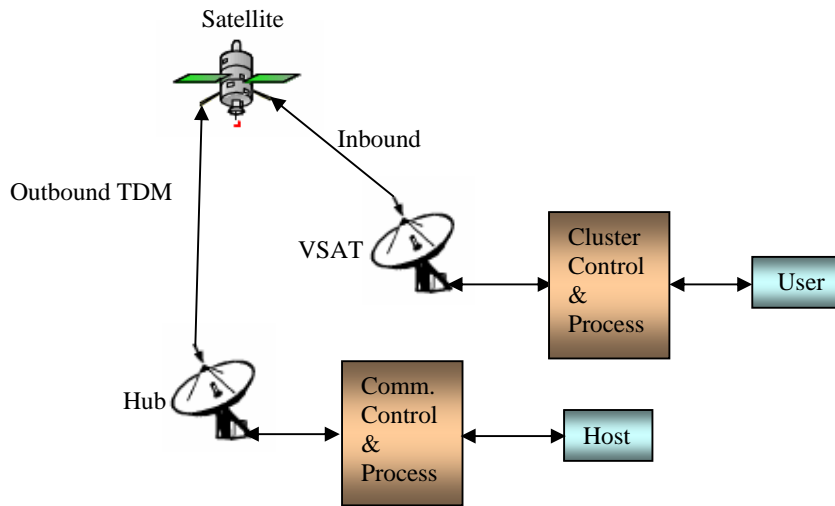 Satellite
Inbound
Outbound TDM
VSAT
Cluster
Control
&
Process
User
Hub
Comm.
Control
&
Process
Host